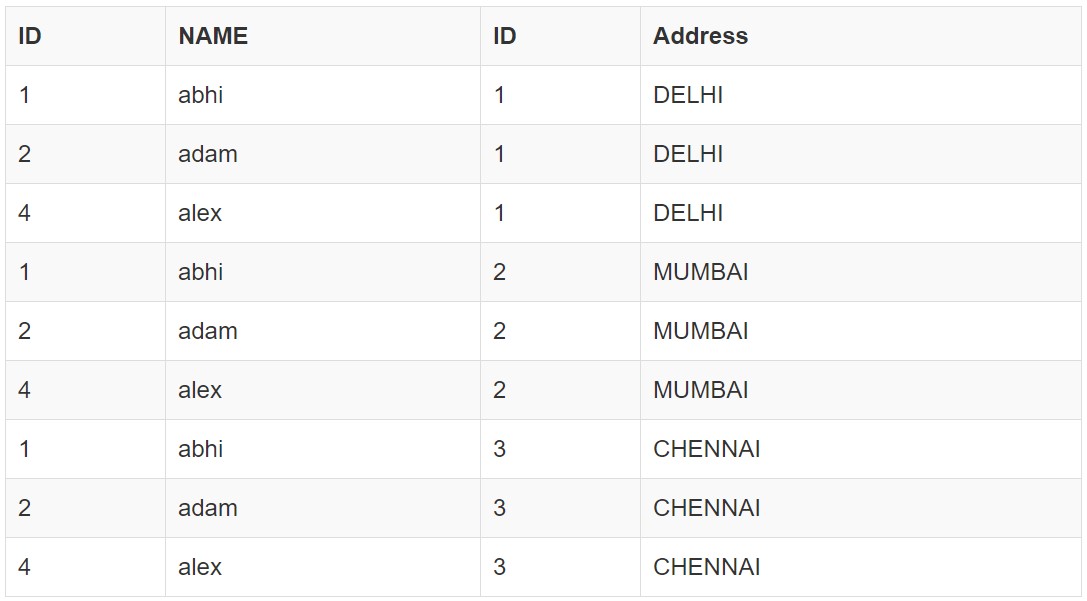 ID NAME ID Address
1 abhi 1 DELHI
2 adam 1 DELHI
4 alex 1 DELHI
1 abhi 2 MUMBAI
2 adam 2 MUMBAI
4 alex 2 MUMBAI
1 abhi 3 CHENNAI
2 adam 3 CHENNAI
4 alex 3 CHENNAI